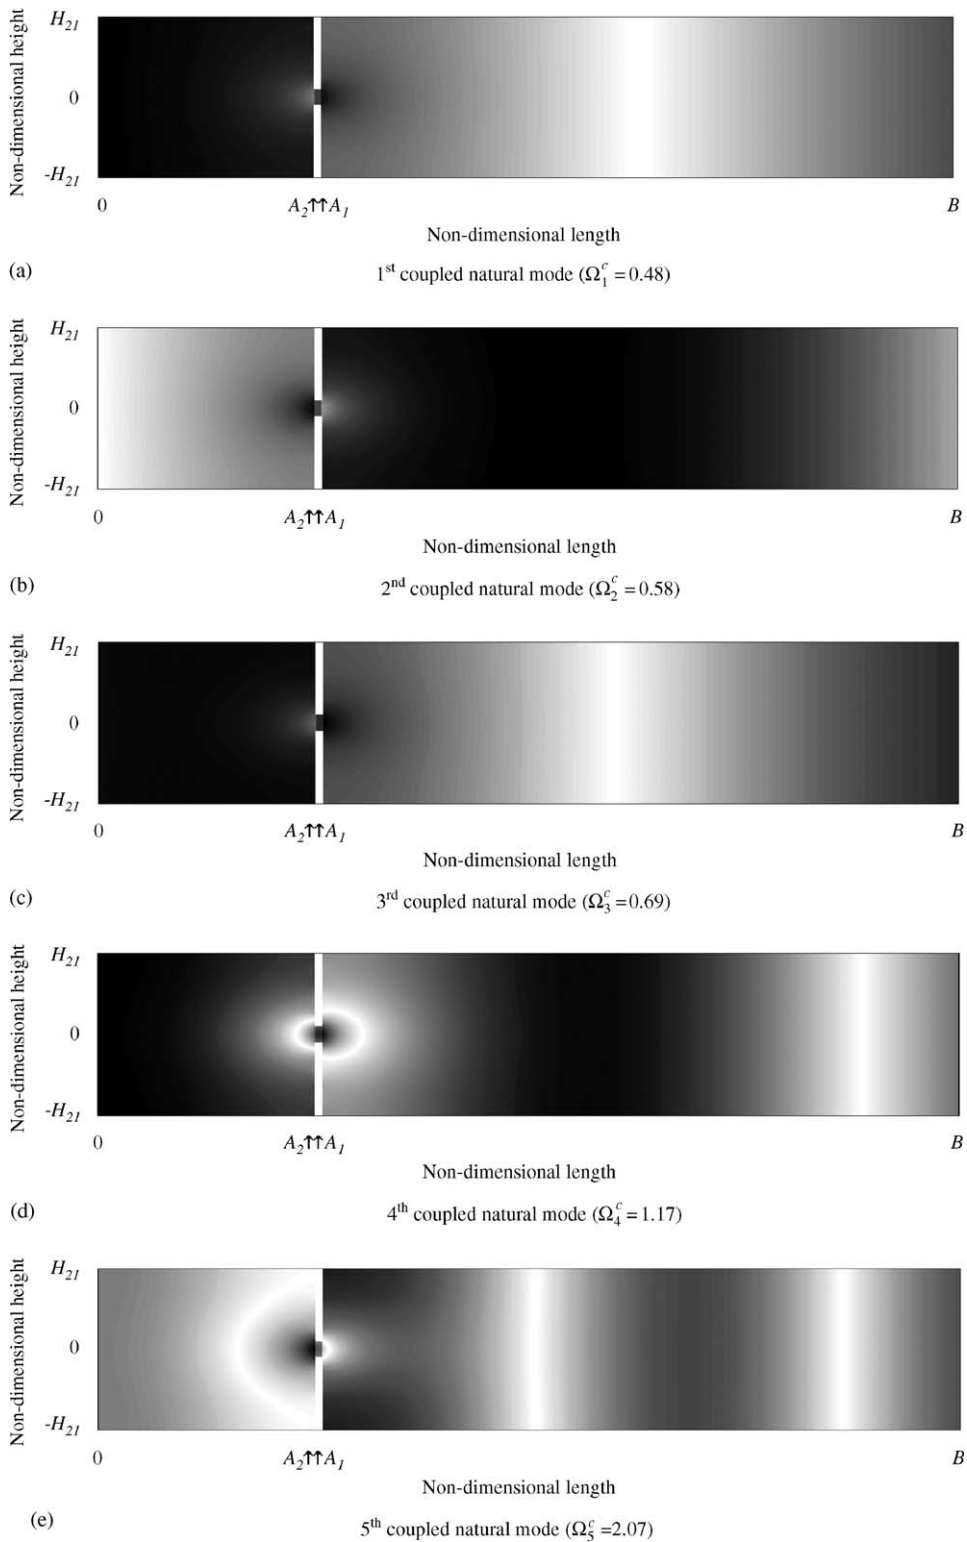 Non-dimensional height
H₂₁
0
-H₂₁
0 A₂↑↑A₁ B
Non-dimensional length
(a) 1ˢᵗ coupled natural mode (Ω₁ᶜ = 0.48)
Non-dimensional height
H₂₁
0
-H₂₁
0 A₂↑↑A₁ B
Non-dimensional length
(b) 2ⁿᵈ coupled natural mode (Ω₂ᶜ = 0.58)
Non-dimensional height
H₂₁
0
-H₂₁
0 A₂↑↑A₁ B
Non-dimensional length
(c) 3ʳᵈ coupled natural mode (Ω₃ᶜ = 0.69)
Non-dimensional height
H₂₁
0
-H₂₁
0 A₂↑↑A₁ B
Non-dimensional length
(d) 4ᵗʰ coupled natural mode (Ω₄ᶜ = 1.17)
Non-dimensional height
H₂₁
0
-H₂₁
0 A₂↑↑A₁ B
Non-dimensional length
(e) 5ᵗʰ coupled natural mode (Ω₅ᶜ = 2.07)